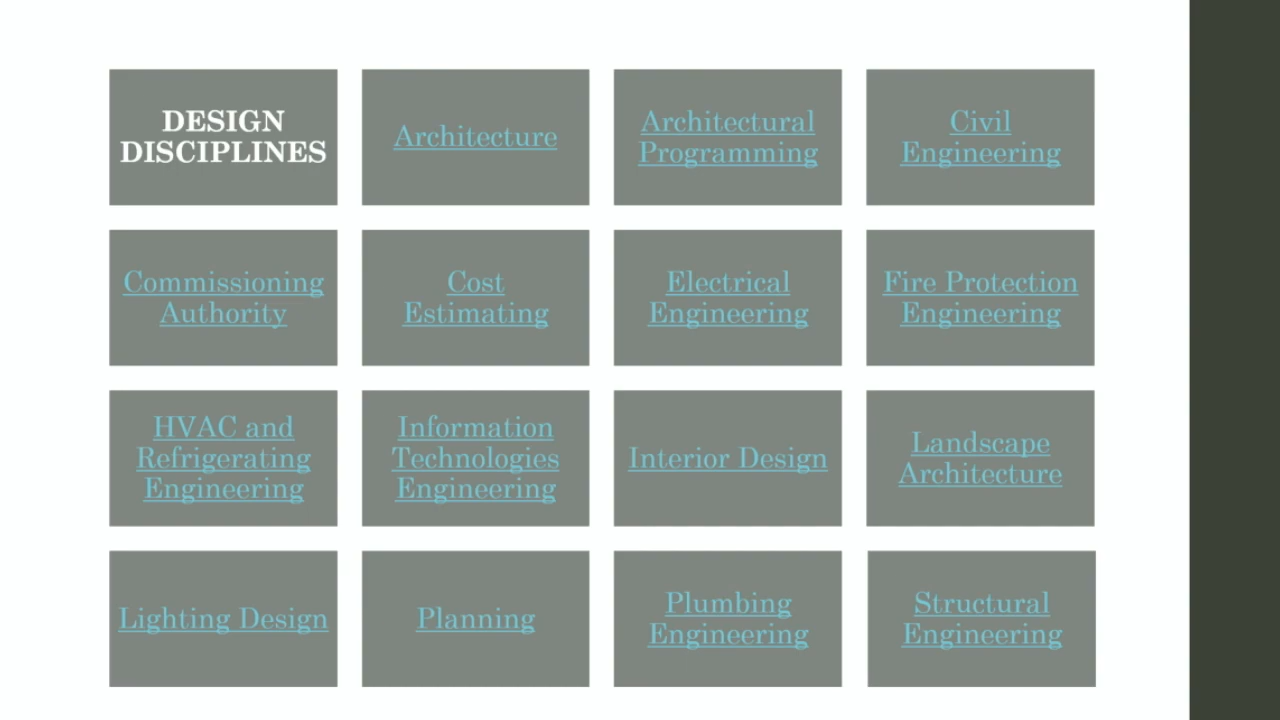 DESIGN
DISCIPLINES
Architecture
Architectural
Programming
Civil
Engineering
Commissioning
Authority
Cost
Estimating
Electrical
Engineering
Fire Protection
Engineering
HVAC and
Refrigerating
Engineering
Information
Technologies
Engineering
Interior Design
Landscape
Architecture
Lighting Design
Planning
Plumbing
Engineering
Structural
Engineering